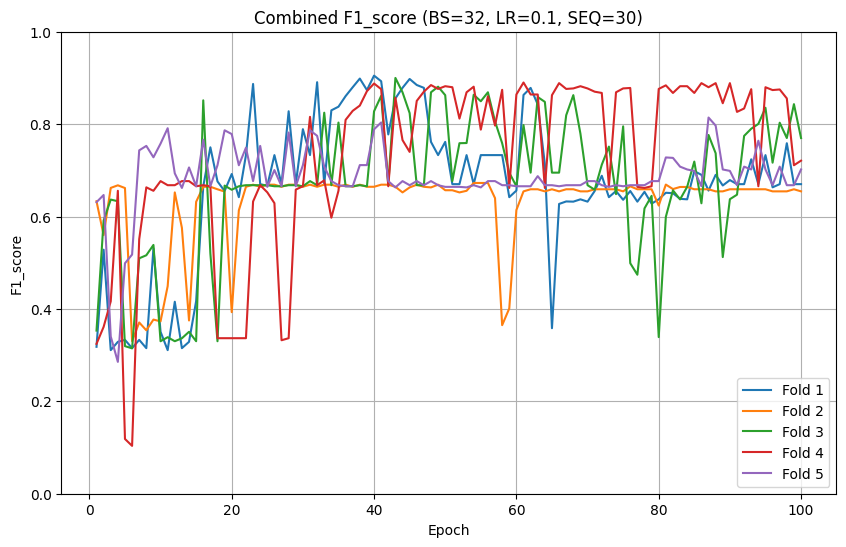 Combined F1_score (BS=32, LR=0.1, SEQ=30)
1.0
0.8
0.6
0.4
0.2
0.0
F1_score
0 20 40 60 80 100
Epoch
Fold 1
Fold 2
Fold 3
Fold 4
Fold 5